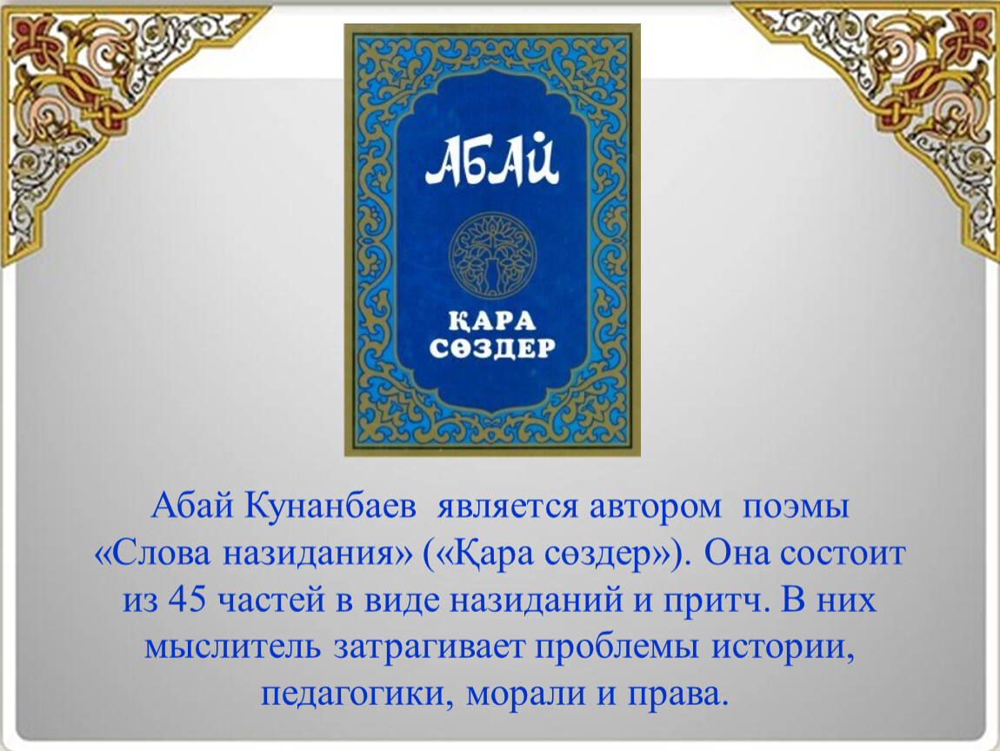 АБАЙ
ҚАРА
СӨЗДЕР
Абай Кунанбаев является автором поэмы
«Слова назидания» («Қара сөздер»). Она состоит
из 45 частей в виде назиданий и притч. В них
мыслитель затрагивает проблемы истории,
педагогики, морали и права.